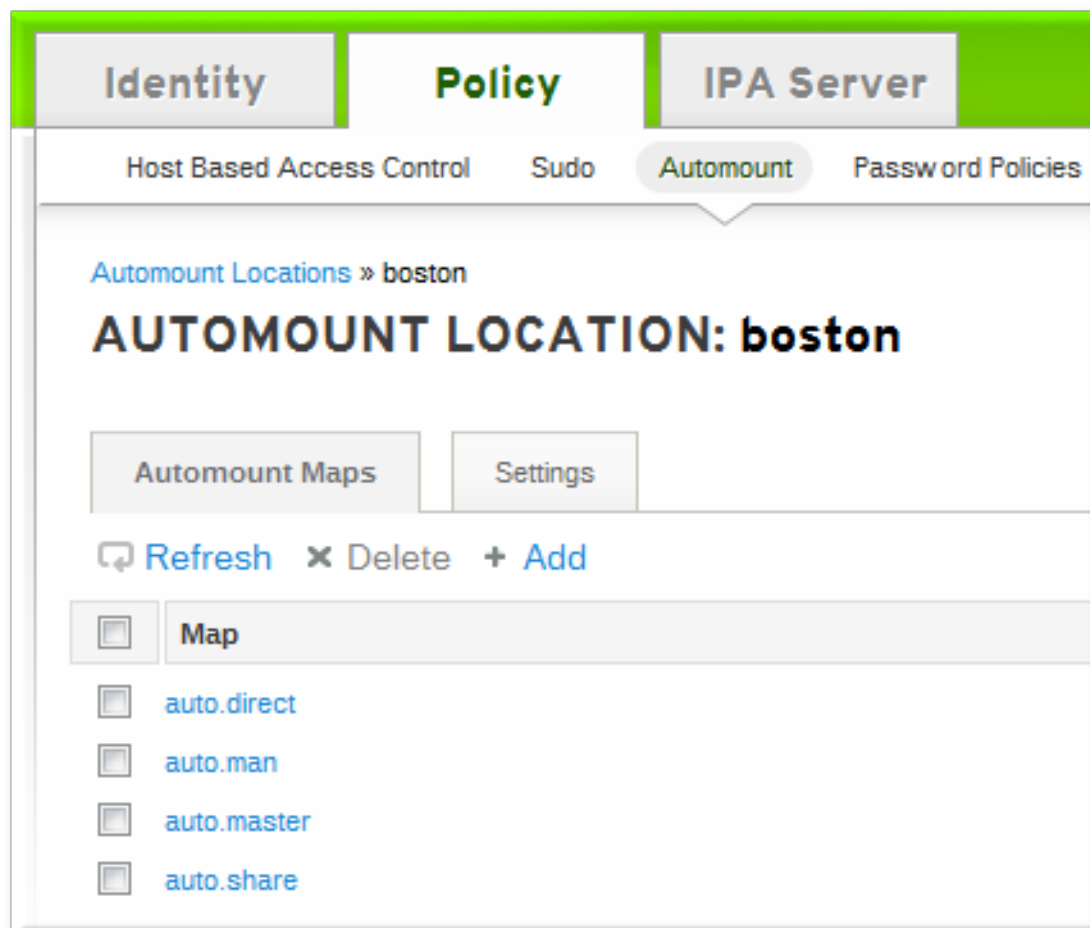 Identity Policy IPA Server
Host Based Access Control Sudo Automount Password Policies
Automount Locations » boston
AUTOMOUNT LOCATION: boston
Automount Maps Settings
Refresh Delete + Add
Map
auto.direct
auto.man
auto.master
auto.share